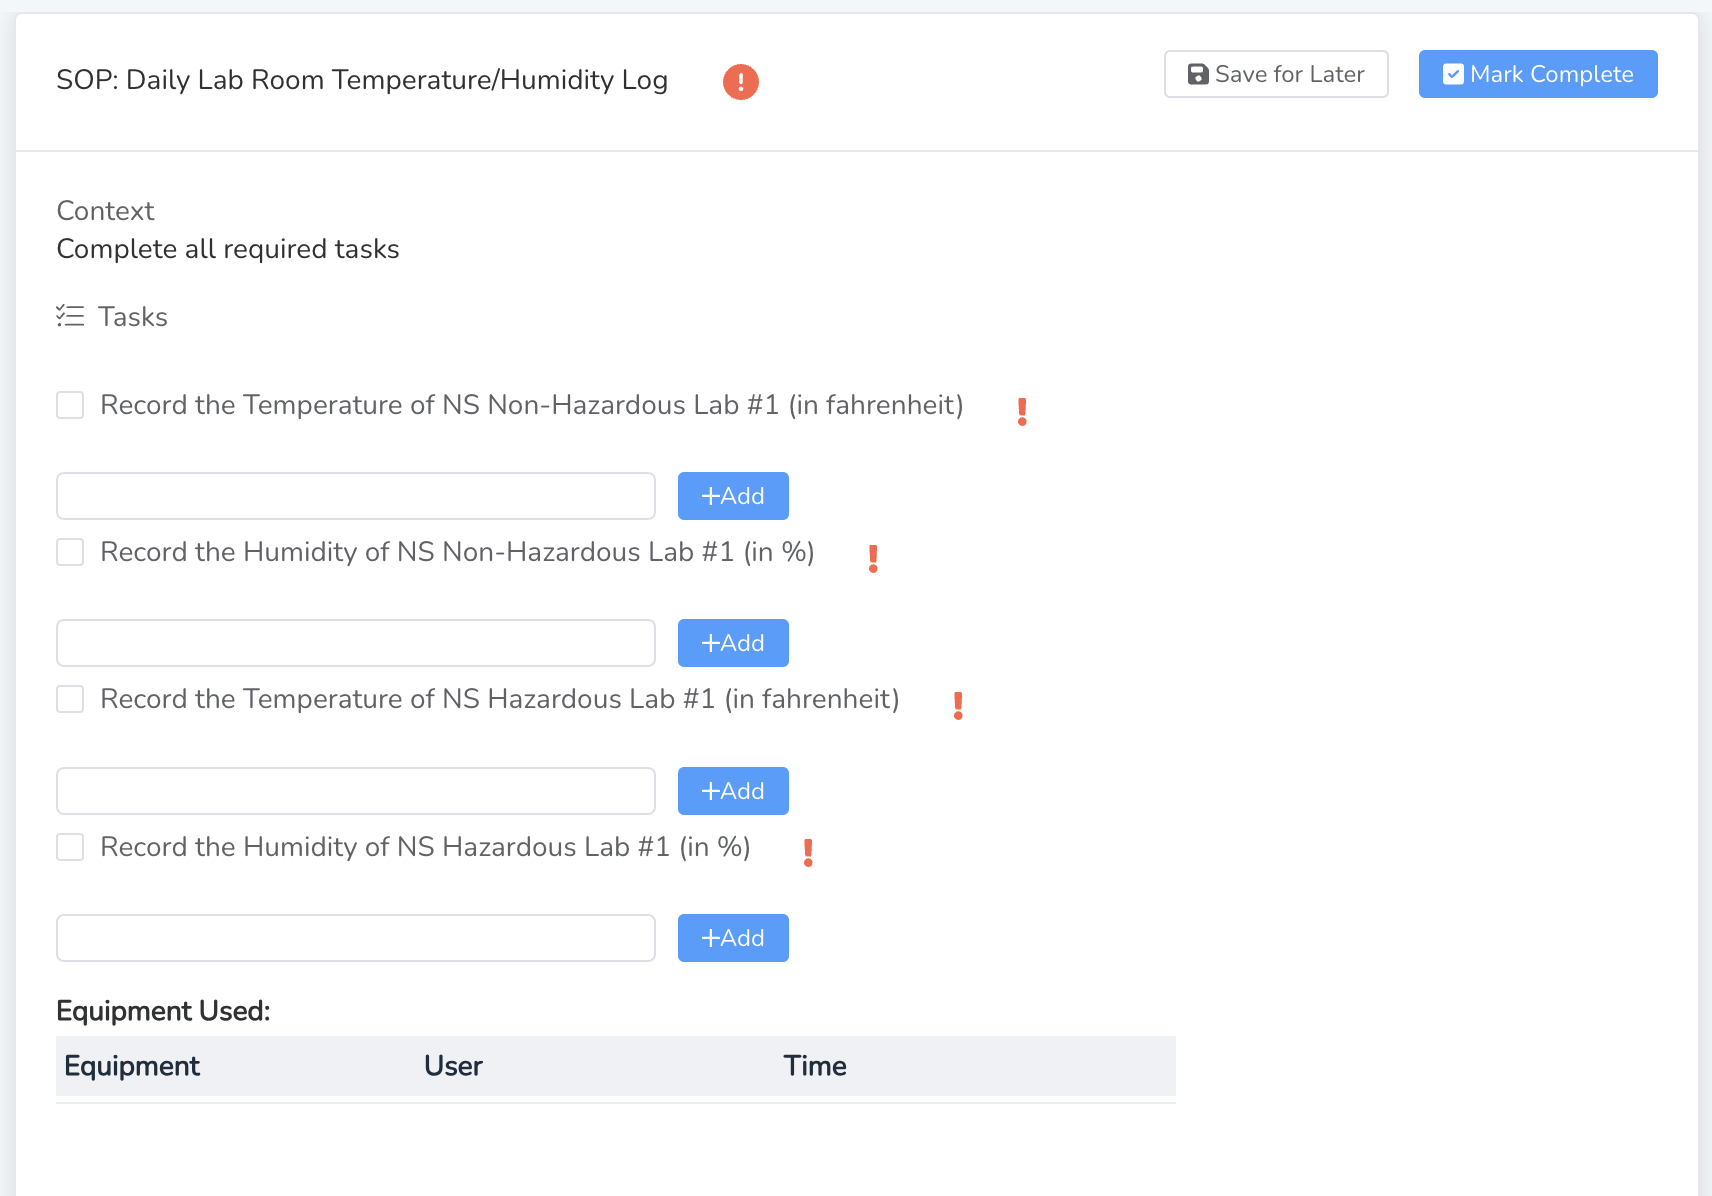 SOP: Daily Lab Room Temperature/Humidity Log
Save for Later
Mark Complete
Context
Complete all required tasks
Tasks
Record the Temperature of NS Non-Hazardous Lab #1 (in fahrenheit)
+Add
Record the Humidity of NS Non-Hazardous Lab #1 (in %)
+Add
Record the Temperature of NS Hazardous Lab #1 (in fahrenheit)
+Add
Record the Humidity of NS Hazardous Lab #1 (in %)
+Add
Equipment Used:
Equipment User Time